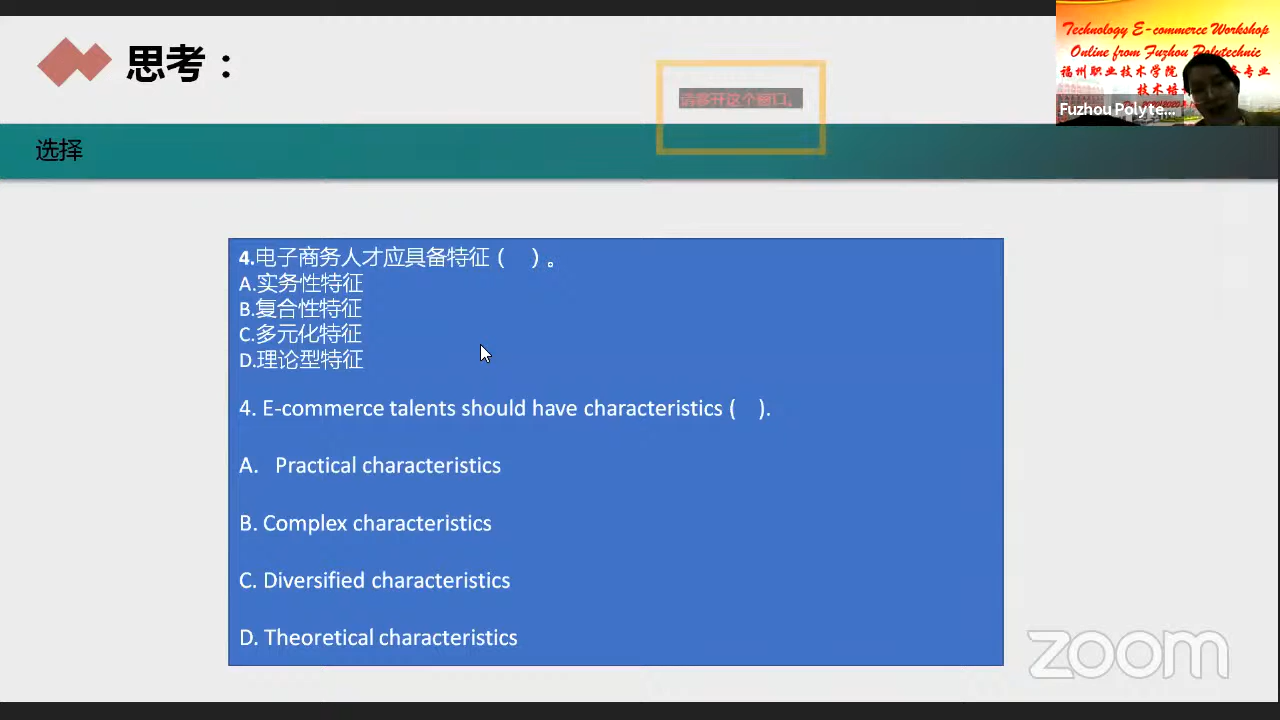 思考：
选择
请移开这个窗口。
Technology E-commerce Workshop
Online from Fuzhou Polytechnic
福州职业技术学院
务专业
Fuzhou Polyte...
4.电子商务人才应具备特征（　）。
A.实务性特征
B.复合性特征
C.多元化特征
D.理论型特征
4. E-commerce talents should have characteristics (   ).
A. Practical characteristics
B. Complex characteristics
C. Diversified characteristics
D. Theoretical characteristics
zoom